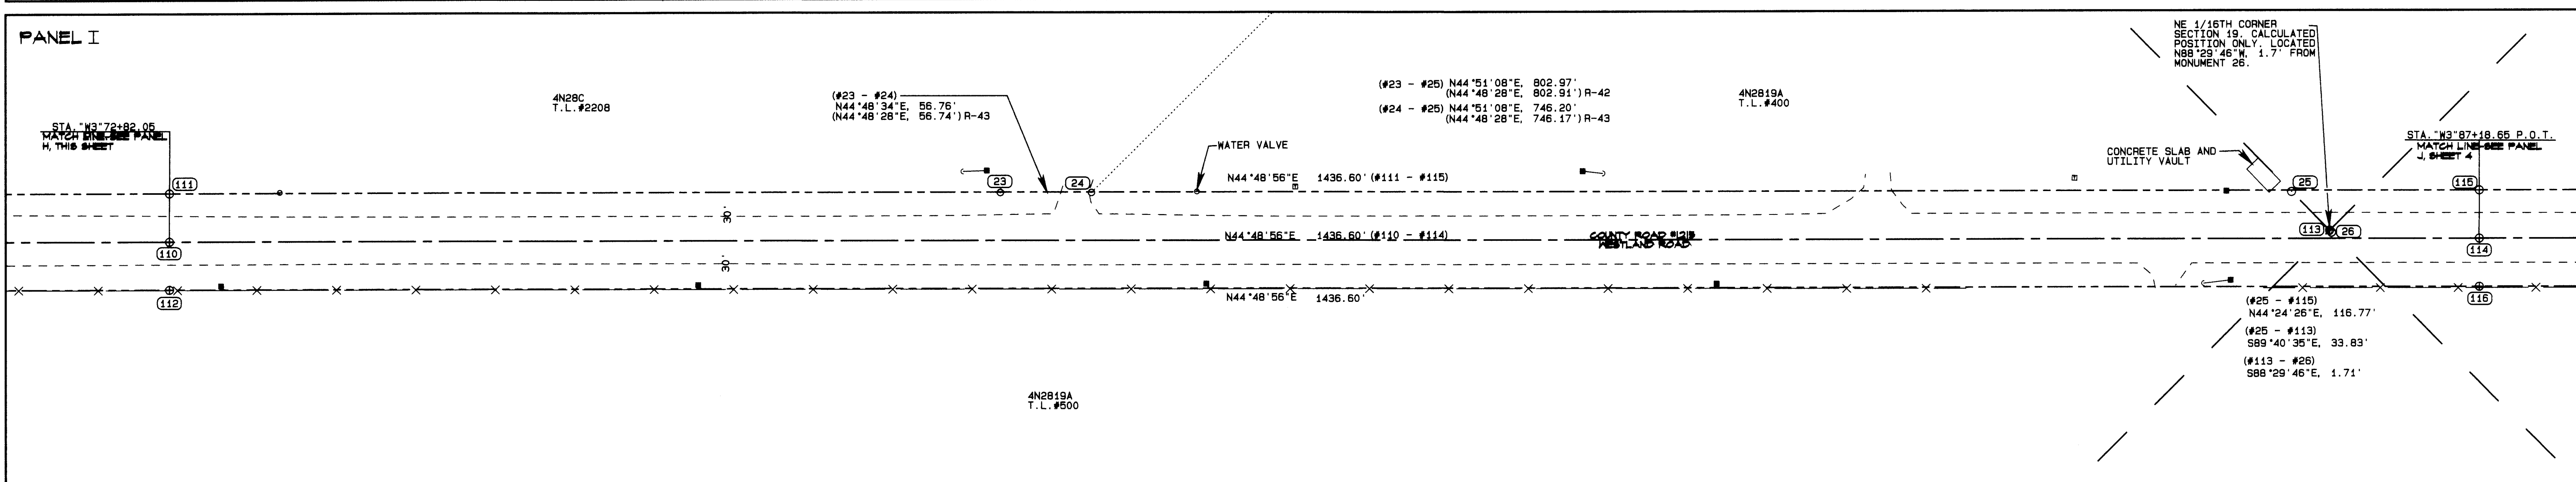 PANEL I
4N28C
T.L.#2208
(#23 - #24)
N44°48'34"E, 56.76'
(N44°48'28"E, 56.74')R-43
(#23 - #25) N44°51'08"E, 802.97'
(N44°48'28"E, 802.91')R-42
(#24 - #25) N44°51'08"E, 746.20'
(N44°48'28"E, 746.17')R-43
4N2819A
T.L.#400
NE 1/16TH CORNER
SECTION 19. CALCULATED
POSITION ONLY. LOCATED
N88°29'46"W, 1.7' FROM
MONUMENT 26.
STA. "W3"72+82.05
MATCH LINE-SEE PANEL
H, THIS SHEET
WATER VALVE
CONCRETE SLAB AND
UTILITY VAULT
STA. "W3"87+18.65 P.O.T.
MATCH LINE-SEE PANEL
J, SHEET 4
111
23
24
N44°48'56"E 1436.60' (#111 - #115)
25
115
30'
N44°48'56"E 1436.60' (#110 - #114)
COUNTY ROAD #1215
WESTLAND ROAD
113
26
110
114
30'
112
N44°48'56"E 1436.60'
116
(#25 - #115)
N44°24'26"E, 116.77'
(#25 - #113)
S89°40'35"E, 33.83'
(#113 - #26)
S88°29'46"E, 1.71'
4N2819A
T.L.#500